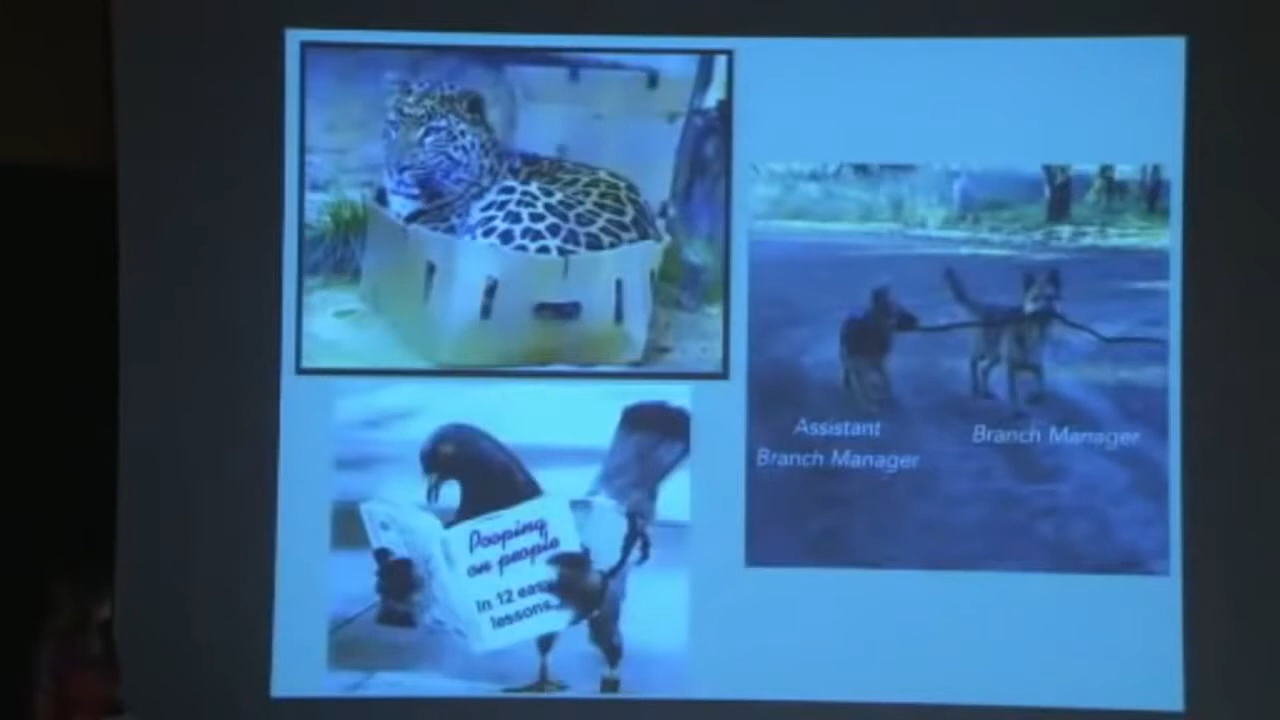 Pooping
on people
In 12 easy
lessons...
Assistant
Branch Manager
Branch Manager